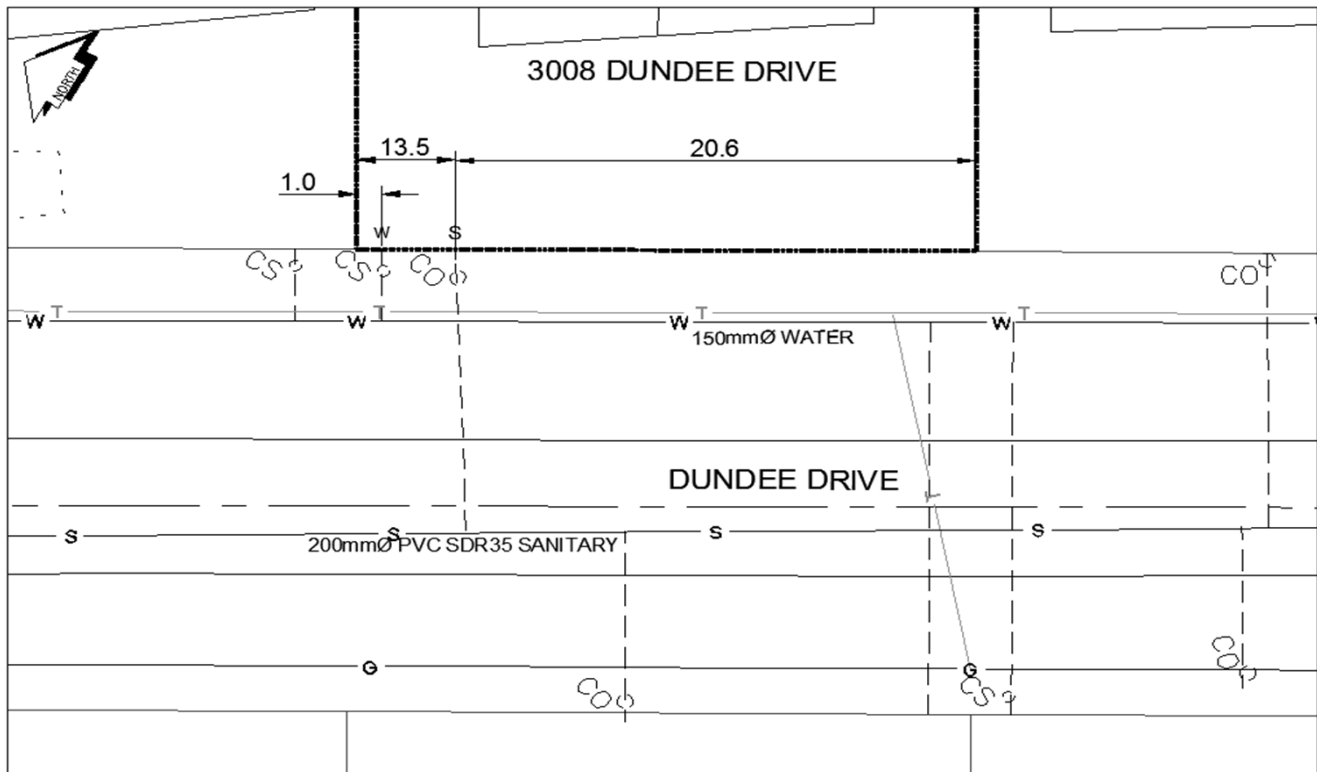 3008 DUNDEE DRIVE
NORTH
13.5
20.6
1.0
W
S
CS
CS
CO
CO
T
T
T
T
W
W
W
W
150mmØ WATER
DUNDEE DRIVE
S
S
S
S
200mmØ PVC SDR35 SANITARY
G
G
CO
CS
CO